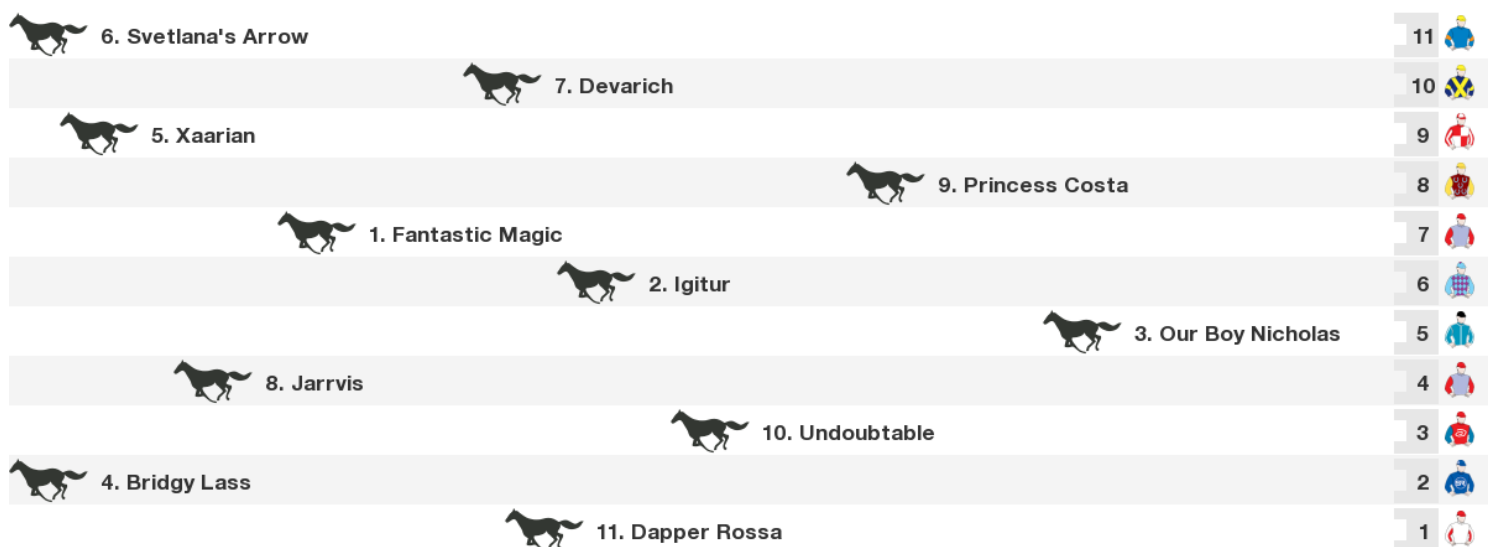 6. Svetlana's Arrow 11
7. Devarich 10
5. Xaarian 9
9. Princess Costa 8
1. Fantastic Magic 7
2. Igitur 6
3. Our Boy Nicholas 5
8. Jarrvis 4
10. Undoubtable 3
4. Bridgy Lass 2
11. Dapper Rossa 1